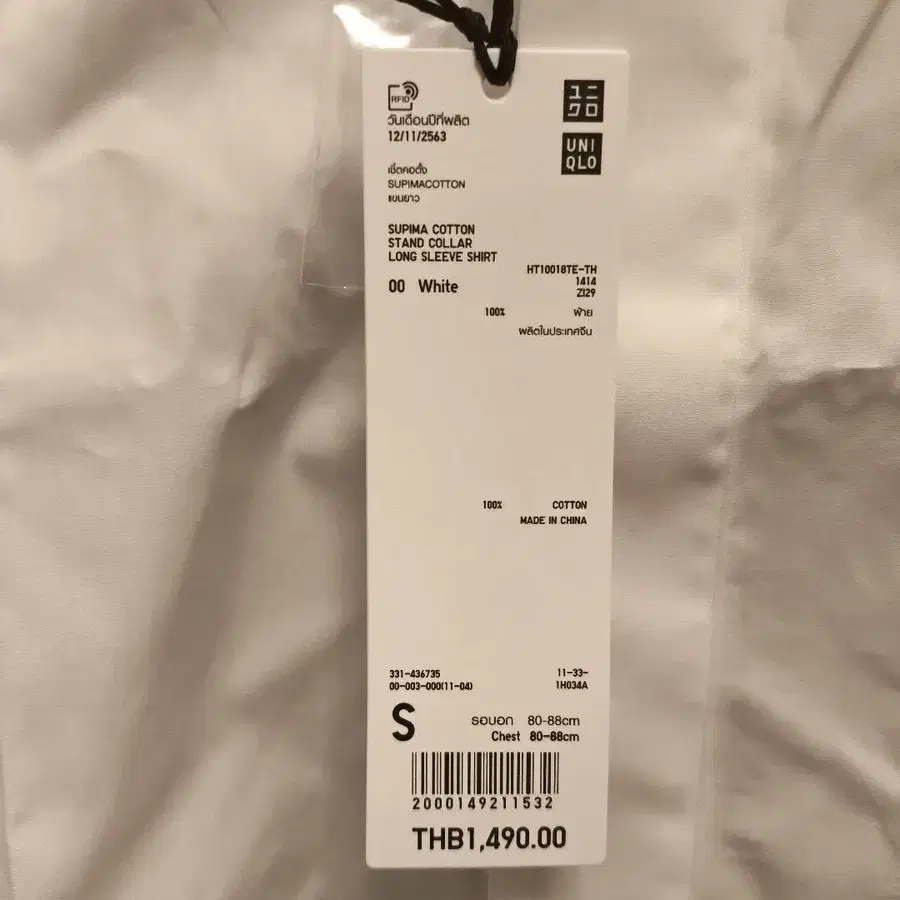 RFID
ユニ
クロ
วันเดือนปีที่ผลิต
12/11/2563
UNI
QLO
เชิ้ตคอตั้ง
SUPIMACOTTON
แขนยาว
SUPIMA COTTON
STAND COLLAR
LONG SLEEVE SHIRT
HT10018TE-TH
00 White
1414
ZI29
100% ฝ้าย
ผลิตในประเทศจีน
100% COTTON
MADE IN CHINA
331-436735 11-33-
00-003-000(11-04) 1H034A
S
รอบอก 80-88cm
Chest 80-88cm
2000149211532
THB1,490.00